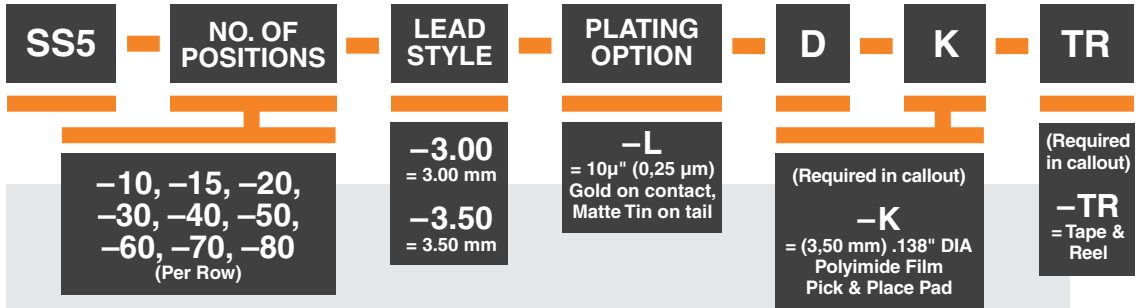 SS5
NO. OF
POSITIONS
LEAD
STYLE
PLATING
OPTION
D
K
TR
–10, –15, –20,
–30, –40, –50,
–60, –70, –80
(Per Row)
–3.00
= 3.00 mm
–3.50
= 3.50 mm
–L
= 10µ" (0,25 µm)
Gold on contact,
Matte Tin on tail
(Required in callout)
–K
= (3,50 mm) .138" DIA
Polyimide Film
Pick & Place Pad
(Required
in callout)
–TR
= Tape &
Reel